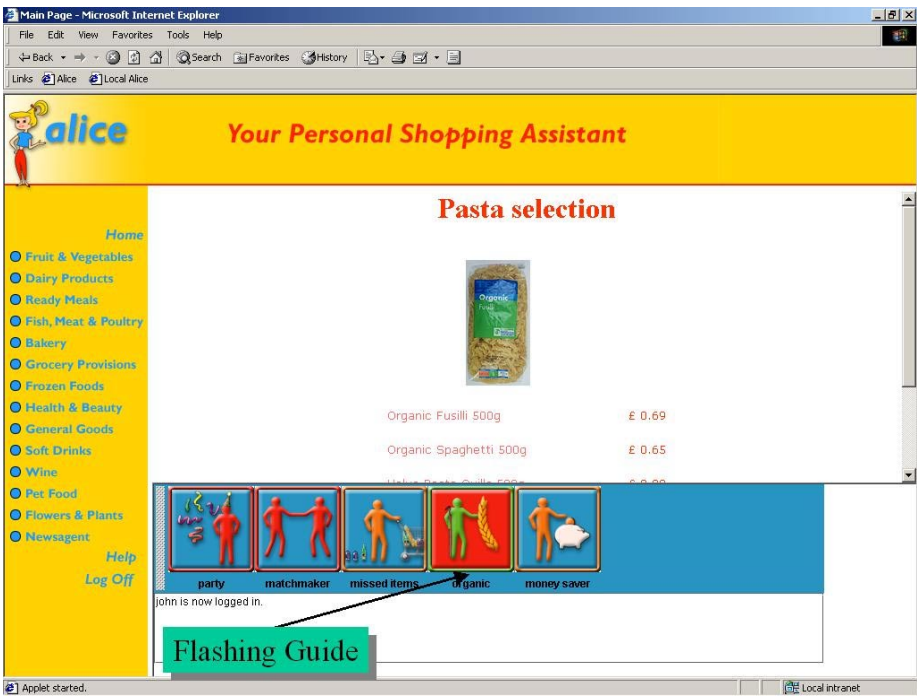 Main Page - Microsoft Internet Explorer
File Edit View Favorites Tools Help
Back Search Favorites History
Links Alice Local Alice
alice
Your Personal Shopping Assistant
Pasta selection
Home
Fruit & Vegetables
Dairy Products
Ready Meals
Fish, Meat & Poultry
Bakery
Grocery Provisions
Frozen Foods
Health & Beauty
General Goods
Soft Drinks
Wine
Pet Food
Flowers & Plants
Newsagent
Help
Log Off
Organic
Fusilli
Organic Fusilli 500g £ 0.69
Organic Spaghetti 500g £ 0.65
party matchmaker missed items organic money saver
john is now logged in.
Flashing Guide
Applet started. Local intranet